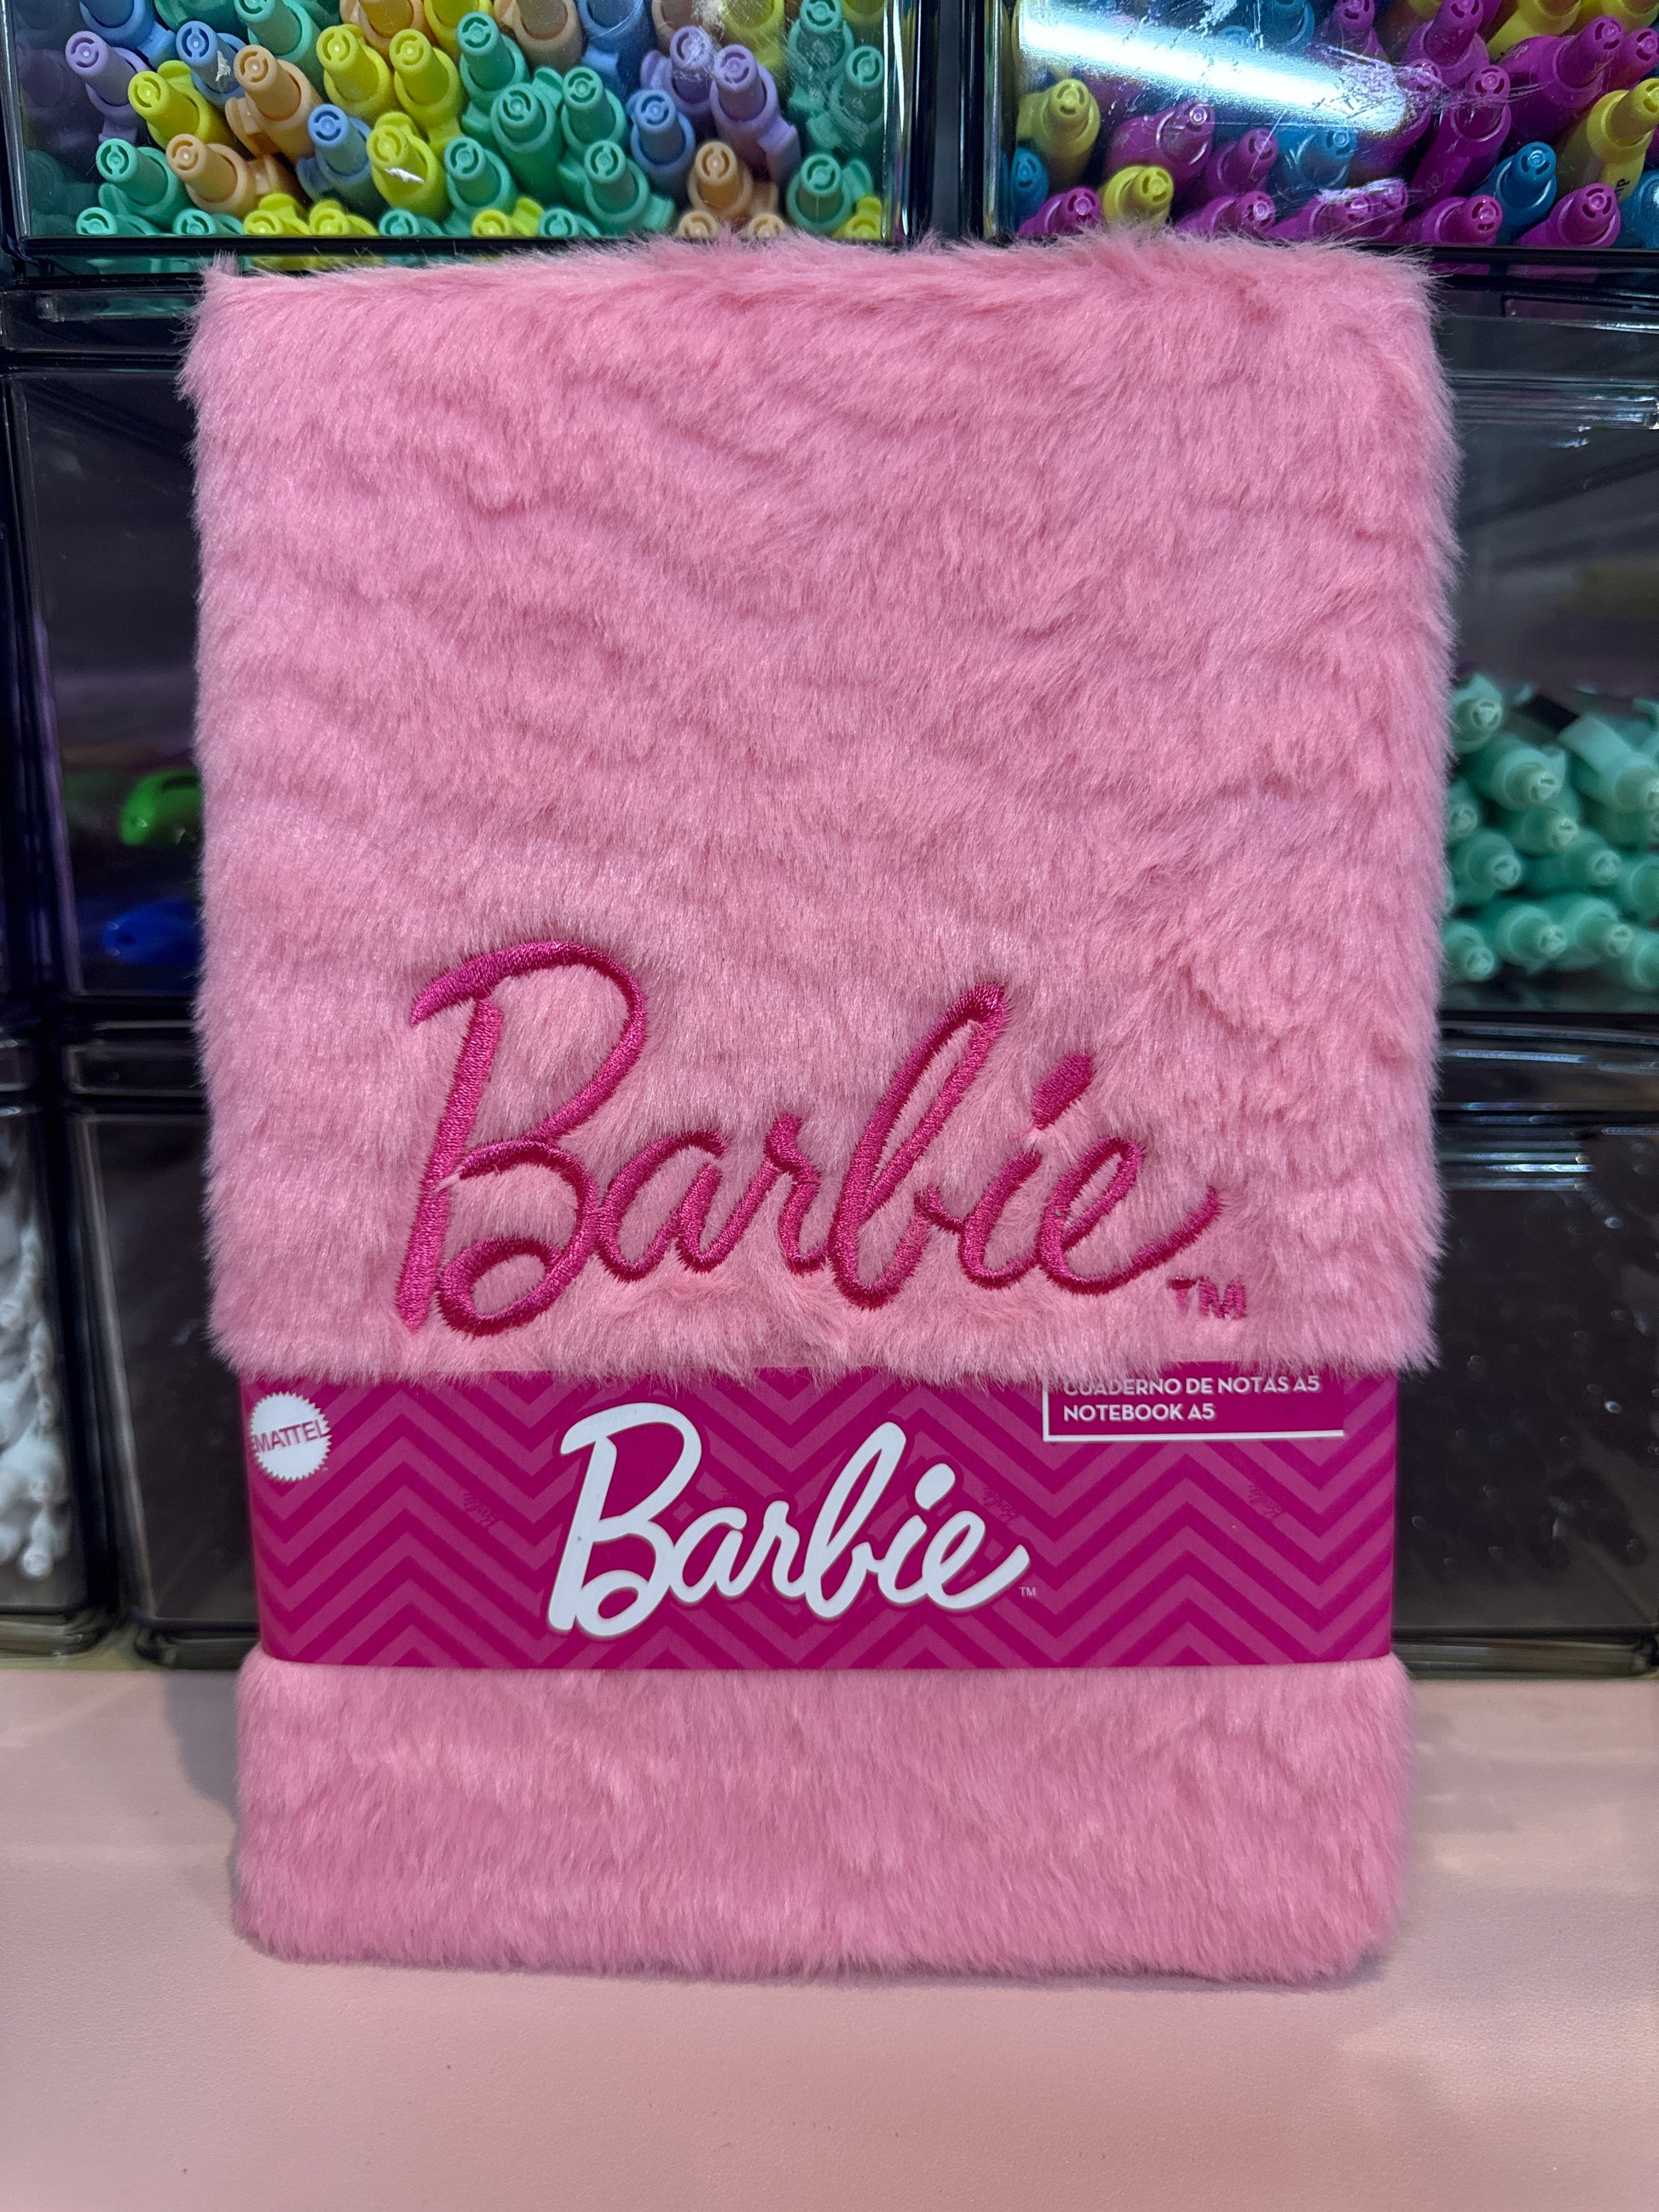 Barbie
TM
CUADERNO DE NOTAS A5
NOTEBOOK A5
MATTEL
Barbie
TM